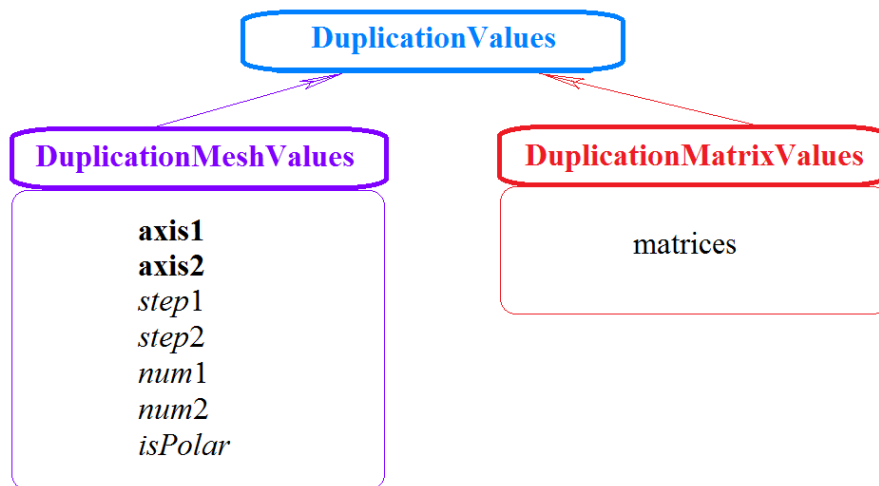 DuplicationValues
DuplicationMeshValues
axis1
axis2
step1
step2
num1
num2
isPolar
DuplicationMatrixValues
matrices